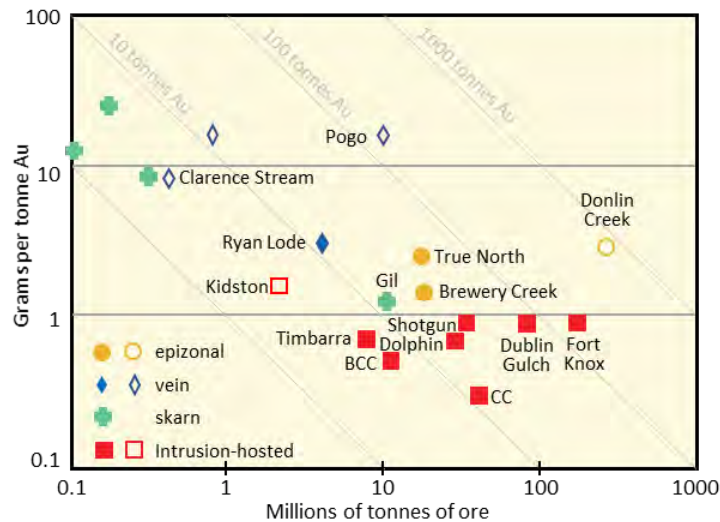 100
10 tonnes Au
100 tonnes Au
1000 tonnes Au
Pogo
10
Clarence Stream
Donlin
Creek
Ryan Lode
True North
Kidston
Gil
Brewery Creek
1
Timbarra
Shotgun
Dolphin
Dublin
Gulch
Fort
Knox
BCC
CC
epizonal
vein
skarn
Intrusion-hosted
0.1
0.1
1
10
100
1000
Grams per tonne Au
Millions of tonnes of ore